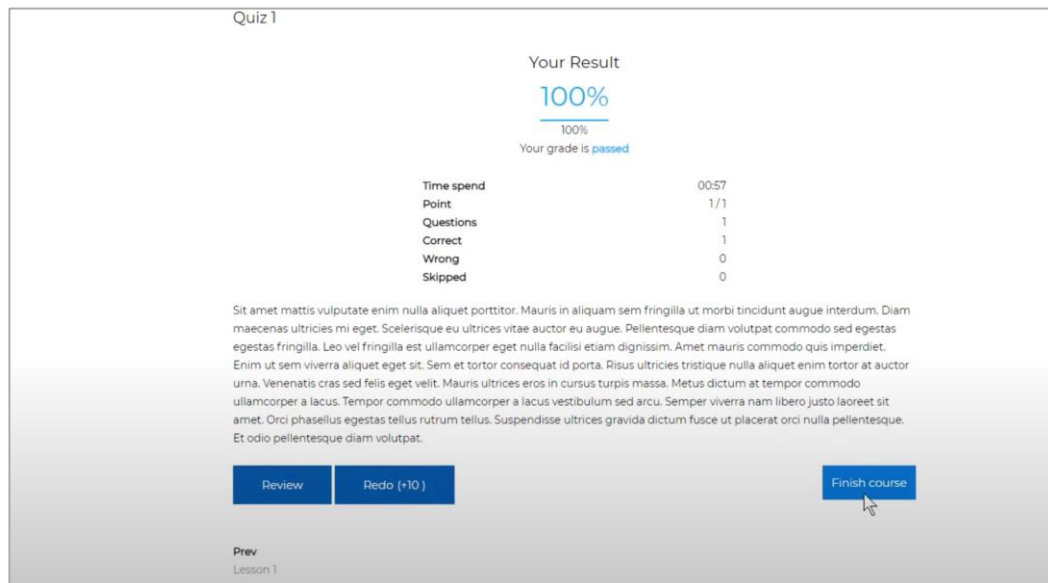 Quiz 1
Your Result
100%
100%
Your grade is passed
Time spend 00:57
Point 1/1
Questions 1
Correct 1
Wrong 0
Skipped 0
Sit amet mattis vulputate enim nulla aliquet porttitor. Mauris in aliquam sem fringilla ut morbi tincidunt augue interdum. Diam
maecenas ultricies mi eget. Scelerisque eu ultrices vitae auctor eu augue. Pellentesque diam volutpat commodo sed egestas
egestas fringilla. Leo vel fringilla est ullamcorper eget nulla facilisi etiam dignissim. Amet mauris commodo quis imperdiet.
Enim ut sem viverra aliquet eget sit. Sem et tortor consequat id porta. Risus ultricies tristique nulla aliquet enim tortor at auctor
urna. Venenatis cras sed felis eget velit. Mauris ultrices eros in cursus turpis massa. Metus dictum at tempor commodo
ullamcorper a lacus. Tempor commodo ullamcorper a lacus vestibulum sed arcu. Semper viverra nam libero justo laoreet sit
amet. Orci phasellus egestas tellus rutrum tellus. Suspendisse ultrices gravida dictum fusce ut placerat orci nulla pellentesque.
Et odio pellentesque diam volutpat.
Review Redo (+10 ) Finish course
Prev
Lesson 1